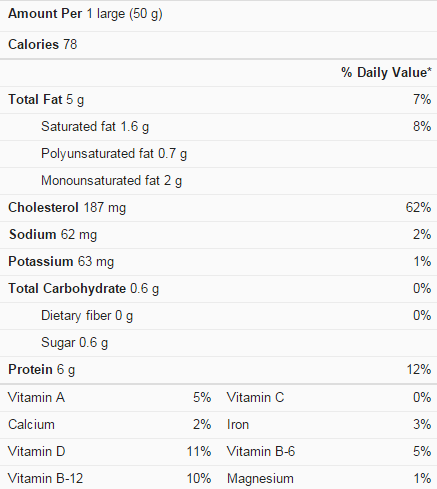 Amount Per 1 large (50 g)
Calories 78
% Daily Value*
Total Fat 5 g 7%
Saturated fat 1.6 g 8%
Polyunsaturated fat 0.7 g
Monounsaturated fat 2 g
Cholesterol 187 mg 62%
Sodium 62 mg 2%
Potassium 63 mg 1%
Total Carbohydrate 0.6 g 0%
Dietary fiber 0 g 0%
Sugar 0.6 g
Protein 6 g 12%
Vitamin A 5% Vitamin C 0%
Calcium 2% Iron 3%
Vitamin D 11% Vitamin B-6 5%
Vitamin B-12 10% Magnesium 1%